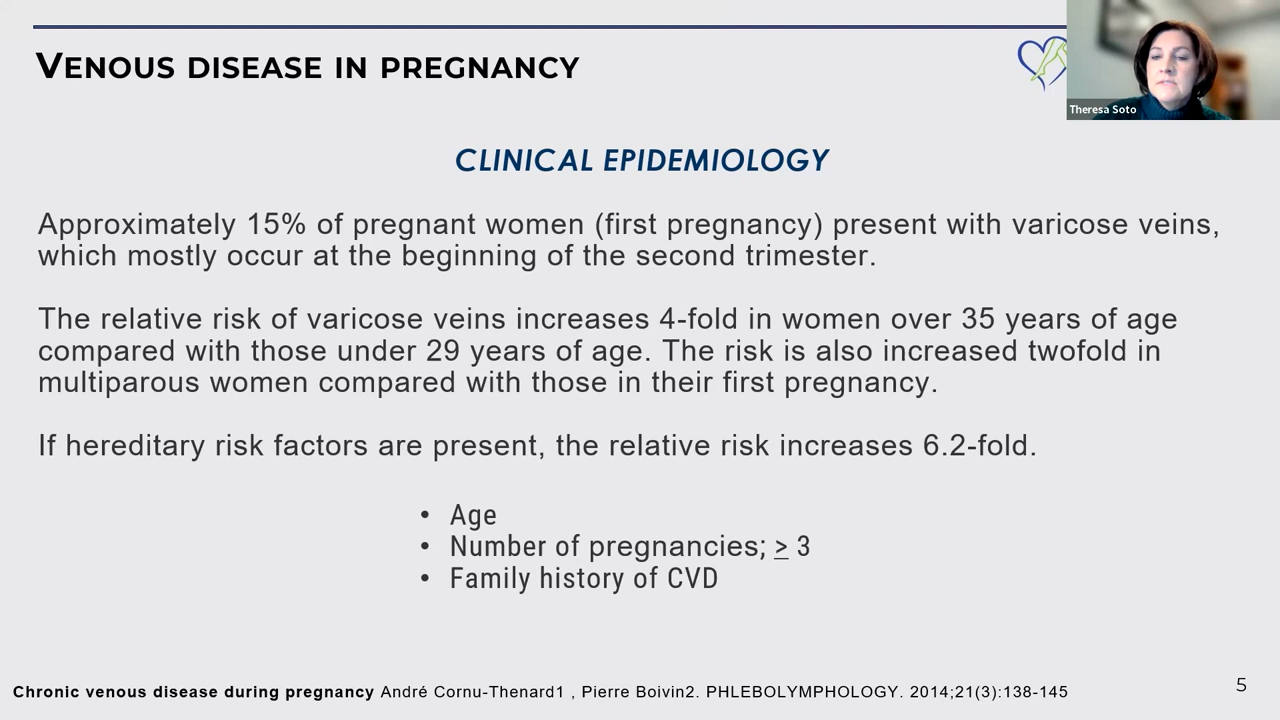 VENOUS DISEASE IN PREGNANCY
Theresa Soto
CLINICAL EPIDEMIOLOGY
Approximately 15% of pregnant women (first pregnancy) present with varicose veins,
which mostly occur at the beginning of the second trimester.
The relative risk of varicose veins increases 4-fold in women over 35 years of age
compared with those under 29 years of age. The risk is also increased twofold in
multiparous women compared with those in their first pregnancy.
If hereditary risk factors are present, the relative risk increases 6.2-fold.
• Age
• Number of pregnancies; ≥ 3
• Family history of CVD
Chronic venous disease during pregnancy André Cornu-Thenard1 , Pierre Boivin2. PHLEBOLYMPHOLOGY. 2014;21(3):138-145
5